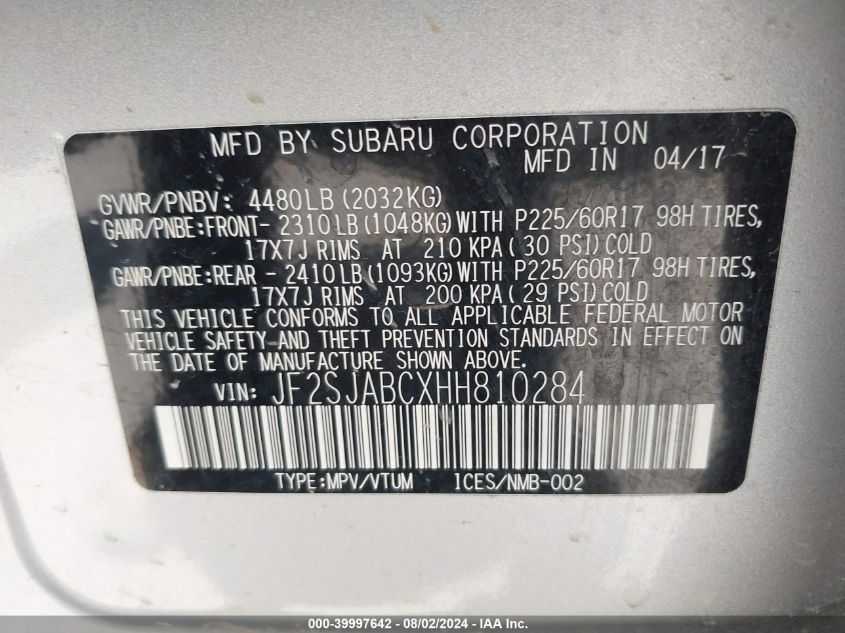 MFD BY SUBARU CORPORATION
MFD IN 04/17
GVWR/PNBV: 4480LB (2032KG)
GAWR/PNBE:FRONT- 2310LB (1048KG) WITH P225/60R17 98H TIRES,
17X7J RIMS AT 210 KPA ( 30 PSI) COLD
GAWR/PNBE:REAR - 2410LB (1093KG) WITH P225/60R17 98H TIRES,
17X7J RIMS AT 200 KPA ( 29 PSI) COLD
THIS VEHICLE CONFORMS TO ALL APPLICABLE FEDERAL MOTOR
VEHICLE SAFETY AND THEFT PREVENTION STANDARDS IN EFFECT ON
THE DATE OF MANUFACTURE SHOWN ABOVE.
VIN: JF2SJABCXHH810284
TYPE:MPV/VTUM ICES/NMB-002
000-39997642 - 08/02/2024 - IAA Inc.